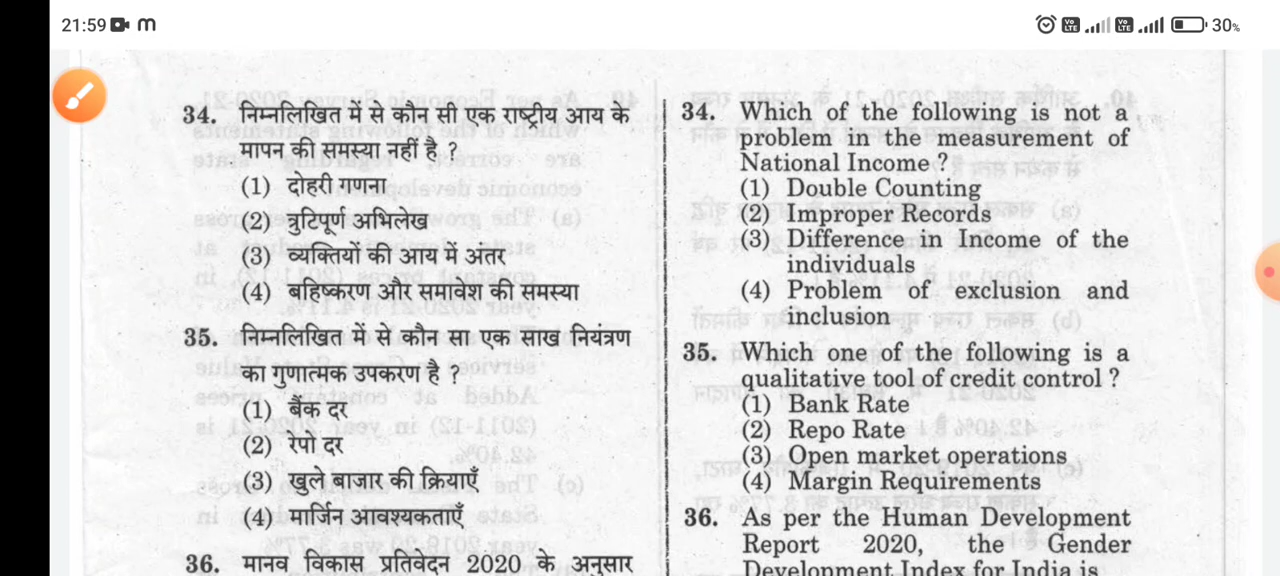 21:59 m
Vo LTE Vo LTE 30%
34. निम्नलिखित में से कौन सी एक राष्ट्रीय आय के
मापन की समस्या नहीं है ?
(1) दोहरी गणना
(2) त्रुटिपूर्ण अभिलेख
(3) व्यक्तियों की आय में अंतर
(4) बहिष्करण और समावेश की समस्या
35. निम्नलिखित में से कौन सा एक साख नियंत्रण
का गुणात्मक उपकरण है ?
(1) बैंक दर
(2) रेपो दर
(3) खुले बाजार की क्रियाएँ
(4) मार्जिन आवश्यकताएँ
36. मानव विकास प्रतिवेदन 2020 के अनुसार
34. Which of the following is not a
problem in the measurement of
National Income ?
(1) Double Counting
(2) Improper Records
(3) Difference in Income of the
individuals
(4) Problem of exclusion and
inclusion
35. Which one of the following is a
qualitative tool of credit control ?
(1) Bank Rate
(2) Repo Rate
(3) Open market operations
(4) Margin Requirements
36. As per the Human Development
Report 2020, the Gender
Development Index for India is